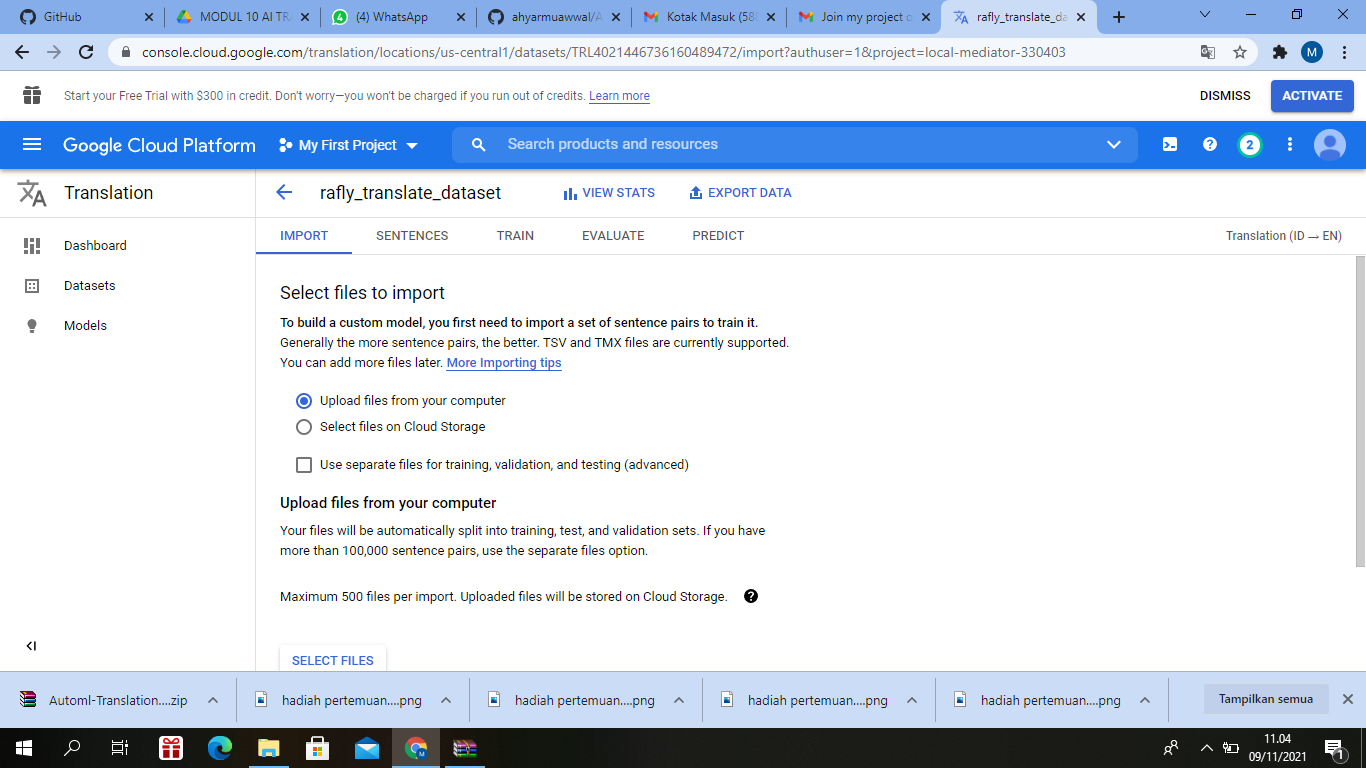 GitHub
MODUL 10 AI TR
(4) WhatsApp
ahyarmuawwal/A
Kotak Masuk (58
Join my project o
rafly_translate_da
console.cloud.google.com/translation/locations/us-central1/datasets/TRL4021446736160489472/import?authuser=1&project=local-mediator-330403
M
Start your Free Trial with $300 in credit. Don't worry—you won't be charged if you run out of credits. Learn more
DISMISS
ACTIVATE
Google Cloud Platform
My First Project
Search products and resources
2
Translation
rafly_translate_dataset
VIEW STATS
EXPORT DATA
Dashboard
Datasets
Models
IMPORT
SENTENCES
TRAIN
EVALUATE
PREDICT
Translation (ID → EN)
Select files to import
To build a custom model, you first need to import a set of sentence pairs to train it.
Generally the more sentence pairs, the better. TSV and TMX files are currently supported.
You can add more files later. More Importing tips
Upload files from your computer
Select files on Cloud Storage
Use separate files for training, validation, and testing (advanced)
Upload files from your computer
Your files will be automatically split into training, test, and validation sets. If you have
more than 100,000 sentence pairs, use the separate files option.
Maximum 500 files per import. Uploaded files will be stored on Cloud Storage.
SELECT FILES
Automl-Translation....zip
hadiah pertemuan....png
hadiah pertemuan....png
hadiah pertemuan....png
hadiah pertemuan....png
Tampilkan semua
11.04
09/11/2021
1